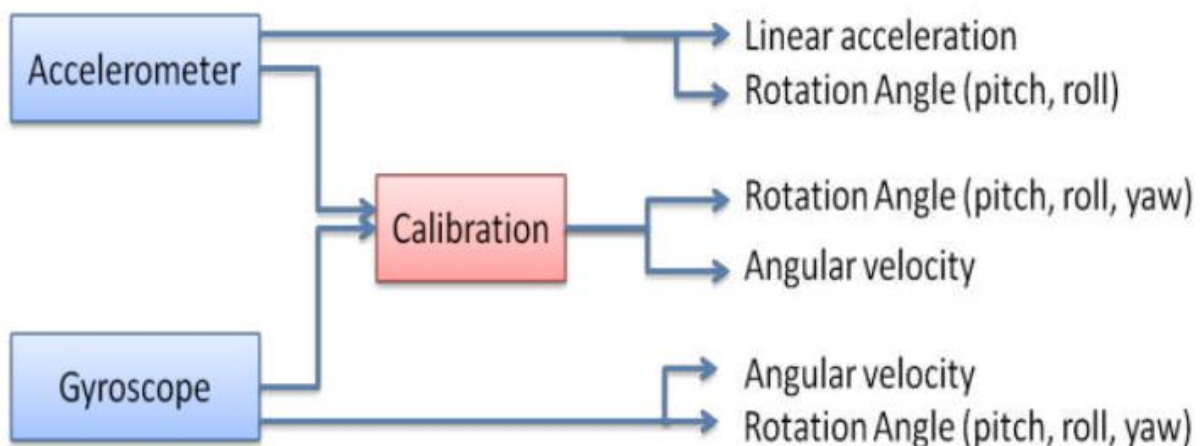 Accelerometer
Linear acceleration
Rotation Angle (pitch, roll)
Calibration
Rotation Angle (pitch, roll, yaw)
Angular velocity
Gyroscope
Angular velocity
Rotation Angle (pitch, roll, yaw)